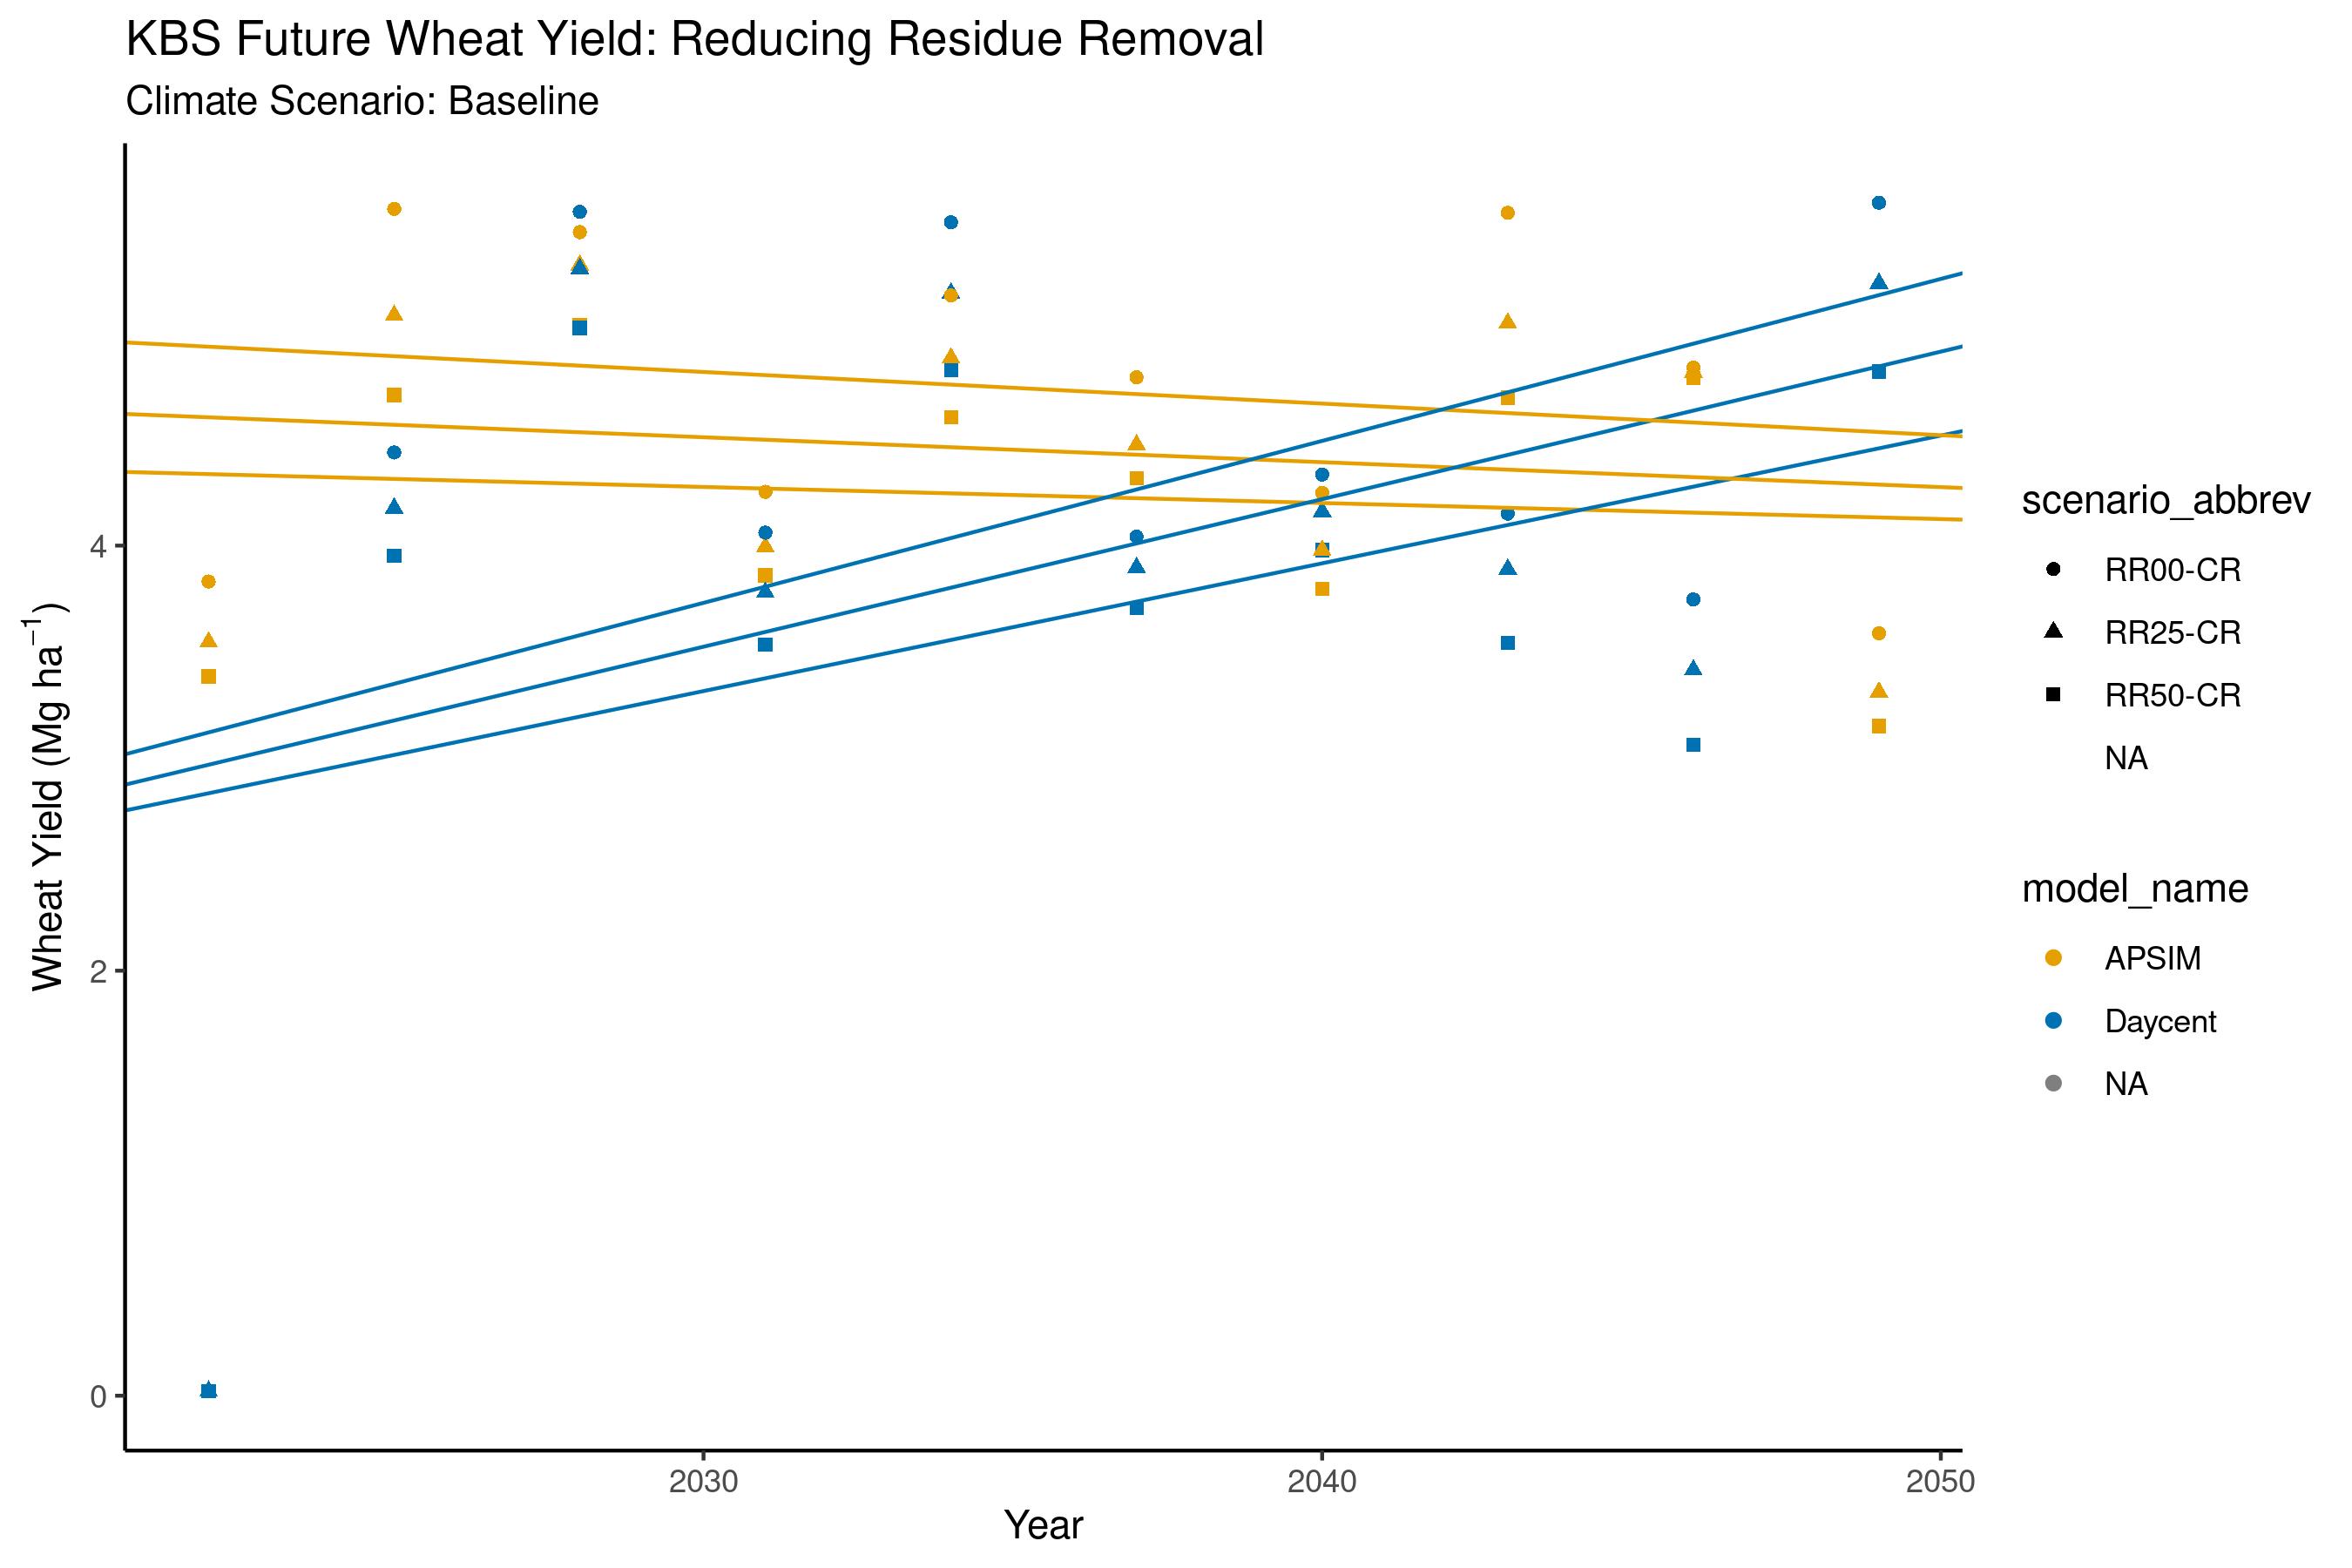 KBS Future Wheat Yield: Reducing Residue Removal
Climate Scenario: Baseline
Wheat Yield (Mg ha⁻¹)
4
2
0
2030
2040
2050
Year
scenario_abbrev
RR00-CR
RR25-CR
RR50-CR
NA
model_name
APSIM
Daycent
NA